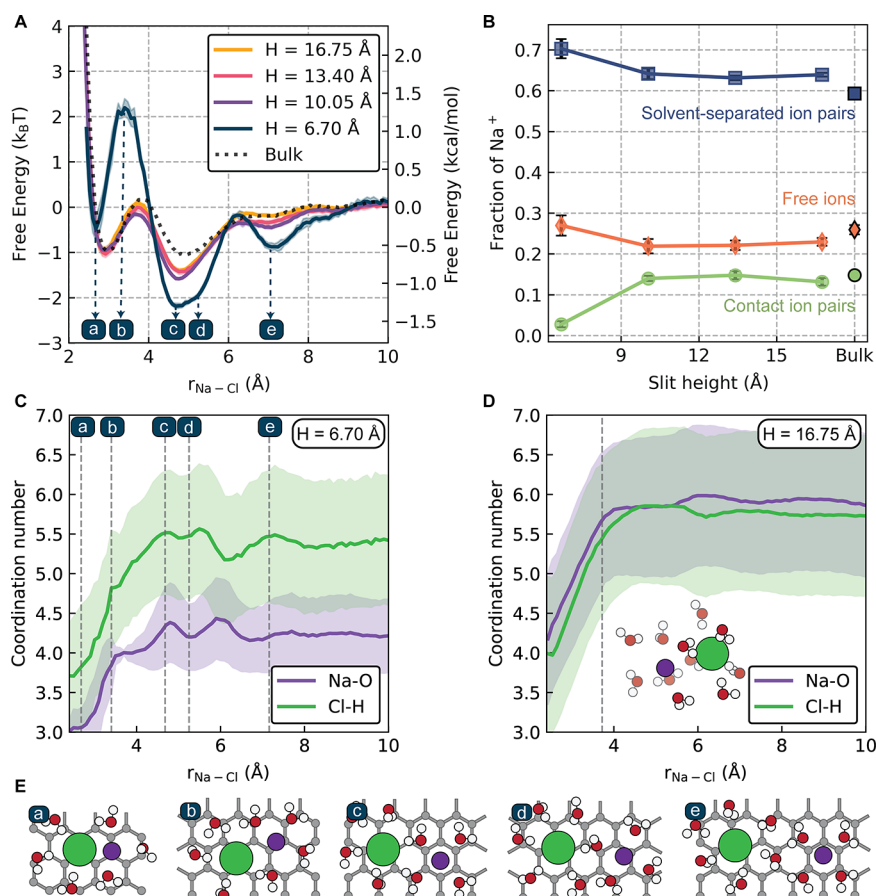 A
Free Energy (kBT)
4
3
2
1
0
−1
−2
−3
H = 16.75 Å
H = 13.40 Å
H = 10.05 Å
H = 6.70 Å
Bulk
2.0
1.5
1.0
0.5
0.0
−0.5
−1.0
−1.5
Free Energy (kcal/mol)
a
b
c
d
e
2
4
6
8
10
rNa − Cl (Å)
B
Fraction of Na+
0.7
0.6
0.5
0.4
0.3
0.2
0.1
0.0
Solvent-separated ion pairs
Free ions
Contact ion pairs
9
12
15
Bulk
Slit height (Å)
C
Coordination number
7.0
6.5
6.0
5.5
5.0
4.5
4.0
3.5
3.0
a
b
c
d
e
H = 6.70 Å
Na-O
Cl-H
4
6
8
10
rNa − Cl (Å)
D
Coordination number
7.0
6.5
6.0
5.5
5.0
4.5
4.0
3.5
3.0
H = 16.75 Å
Na-O
Cl-H
4
6
8
10
rNa − Cl (Å)
E
a
b
c
d
e